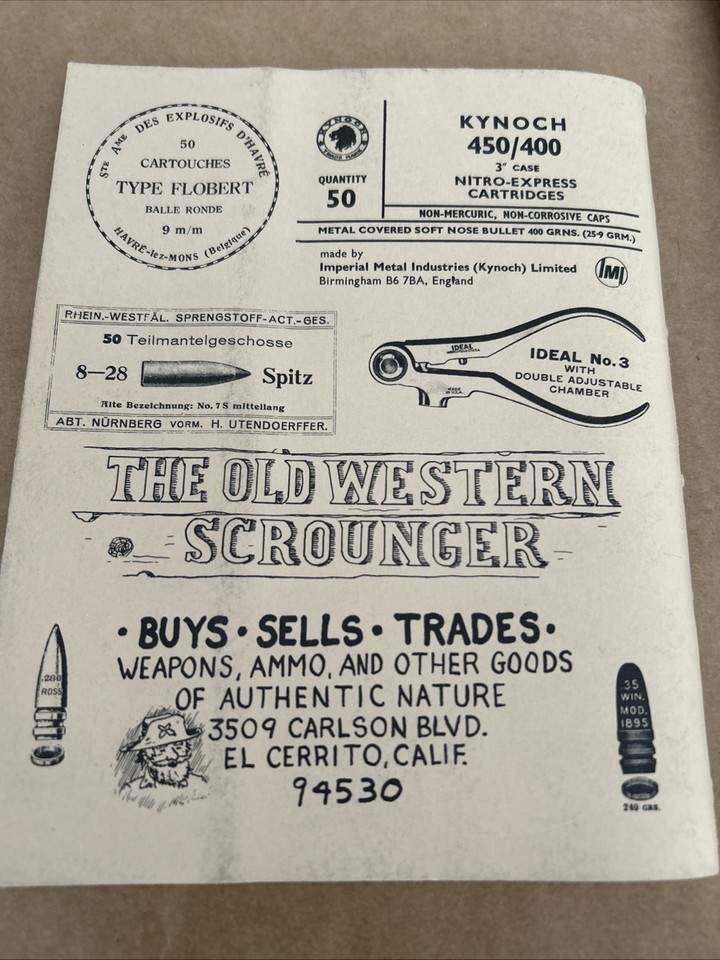 Ste Ame DES EXPLOSIFS D'HAVRÉ
50
CARTOUCHES
TYPE FLOBERT
BALLE RONDE
9 m/m
HAVRÉ-lez-MONS (Belgique)
KYNOCH
TRADE MARK
QUANTITY
50
KYNOCH
450/400
3" CASE
NITRO-EXPRESS
CARTRIDGES
NON-MERCURIC, NON-CORROSIVE CAPS
METAL COVERED SOFT NOSE BULLET 400 GRNS. (25·9 GRM.)
made by
Imperial Metal Industries (Kynoch) Limited
Birmingham B6 7BA, England
IMI
RHEIN.-WESTFÄL. SPRENGSTOFF-ACT.-GES.
50 Teilmantelgeschosse
8—28 Spitz
Alte Bezeichnung: No. 7 S mittellang
ABT. NÜRNBERG VORM. H. UTENDOERFFER.
IDEAL
MADE
U.S.A.
IDEAL No. 3
WITH
DOUBLE ADJUSTABLE
CHAMBER
THE OLD WESTERN
SCROUNGER
• BUYS • SELLS • TRADES •
WEAPONS, AMMO, AND OTHER GOODS
OF AUTHENTIC NATURE
3509 CARLSON BLVD.
EL CERRITO, CALIF.
94530
.280
ROSS
.35
WIN.
MOD.
1895
249 GRS.